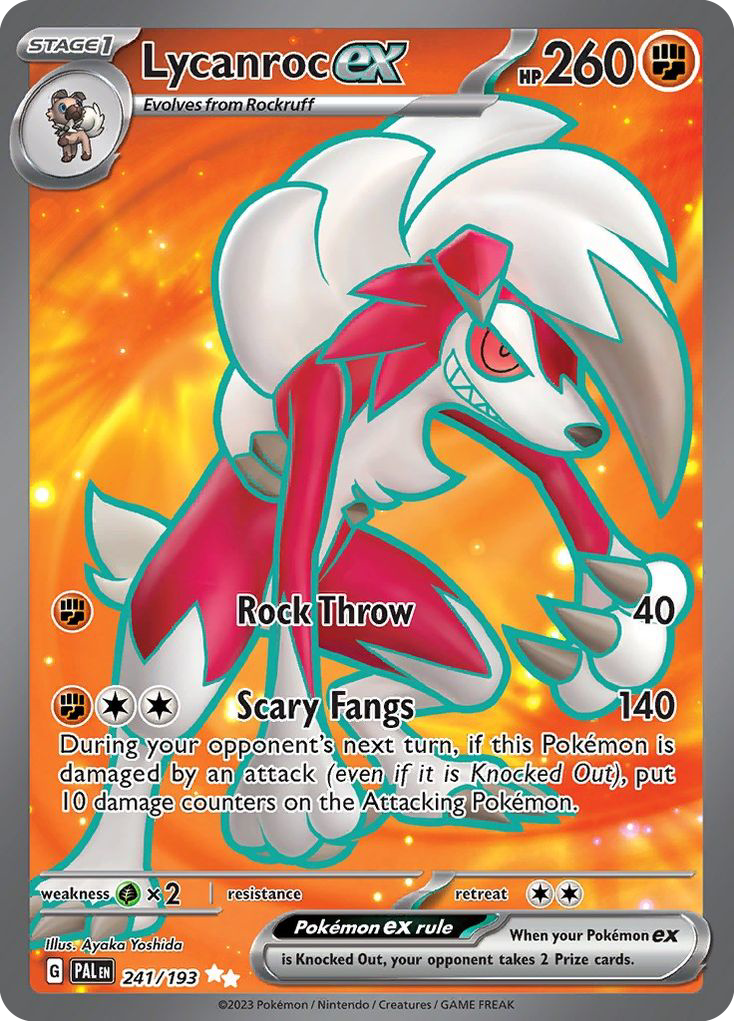 STAGE 1
Lycanroc ex
HP 260
Evolves from Rockruff
Rock Throw 40
Scary Fangs 140
During your opponent's next turn, if this Pokémon is
damaged by an attack (even if it is Knocked Out), put
10 damage counters on the Attacking Pokémon.
weakness ×2 resistance retreat
Pokémon ex rule
When your Pokémon ex
is Knocked Out, your opponent takes 2 Prize cards.
Illus. Ayaka Yoshida
G PAL EN 241/193
©2023 Pokémon / Nintendo / Creatures / GAME FREAK